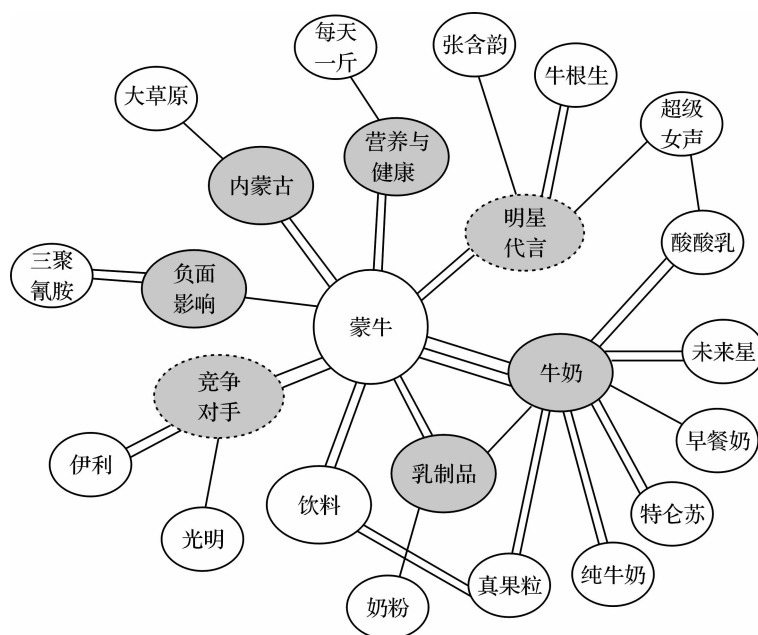 每天
一斤
张含韵
牛根生
大草原
超级
女声
营养与
健康
内蒙古
明星
代言
酸酸乳
三聚
氰胺
负面
影响
蒙牛
未来星
牛奶
竞争
对手
早餐奶
伊利
乳制品
特仑苏
饮料
光明
纯牛奶
真果粒
奶粉